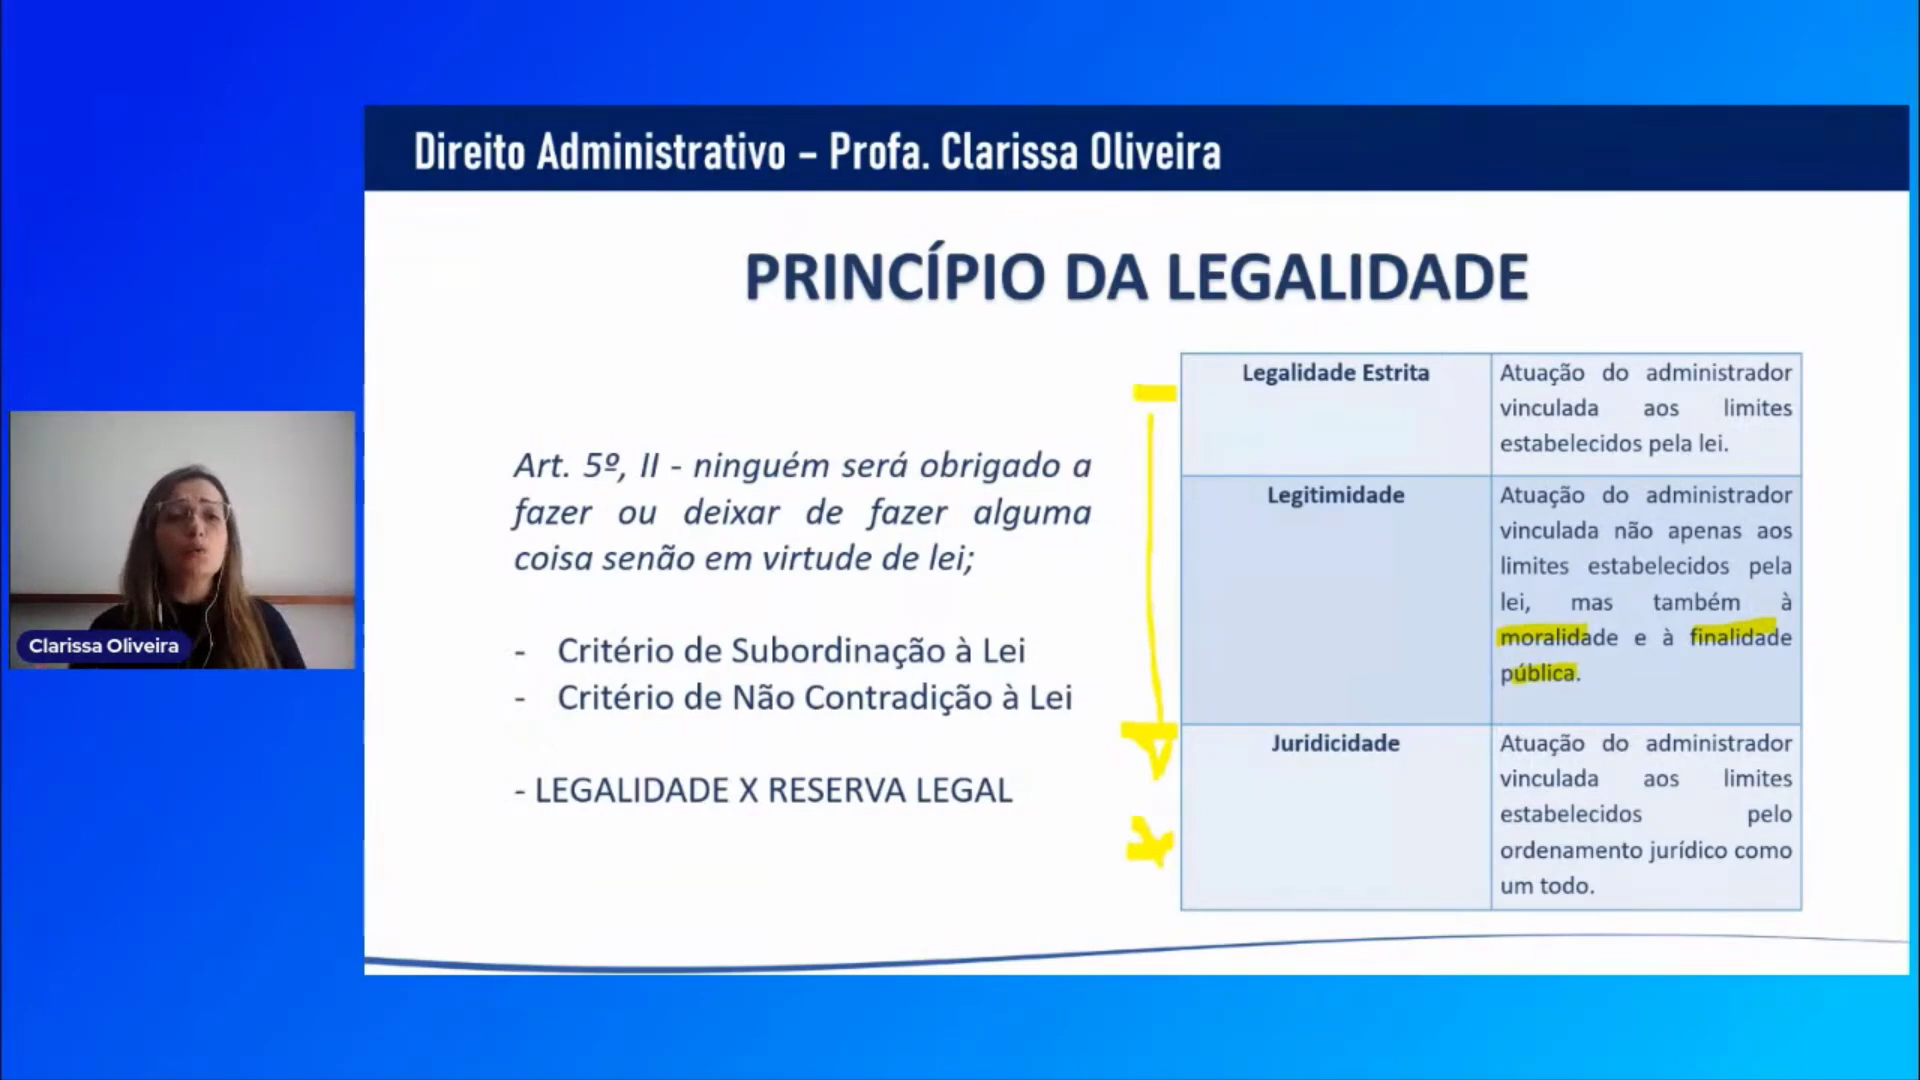 Direito Administrativo – Profa. Clarissa Oliveira
PRINCÍPIO DA LEGALIDADE
Art. 5º, II - ninguém será obrigado a
fazer ou deixar de fazer alguma
coisa senão em virtude de lei;
- Critério de Subordinação à Lei
- Critério de Não Contradição à Lei
- LEGALIDADE X RESERVA LEGAL
Legalidade Estrita
Atuação do administrador
vinculada aos limites
estabelecidos pela lei.
Legitimidade
Atuação do administrador
vinculada não apenas aos
limites estabelecidos pela
lei, mas também à
moralidade e à finalidade
pública.
Juridicidade
Atuação do administrador
vinculada aos limites
estabelecidos pelo
ordenamento jurídico como
um todo.
Clarissa Oliveira